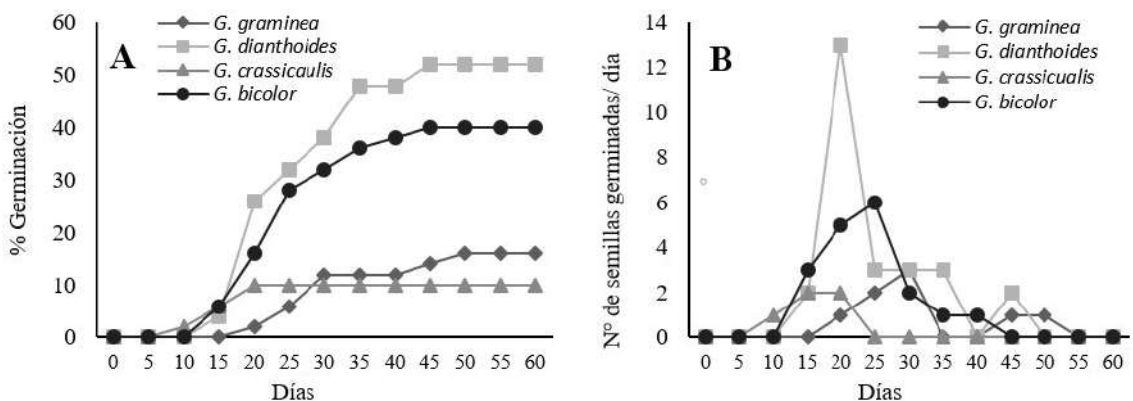 A
% Germinación
60
50
40
30
20
10
0
G. graminea
G. dianthoides
G. crassicaulis
G. bicolor
0 5 10 15 20 25 30 35 40 45 50 55 60
Días
B
N° de semillas germinadas/ día
14
12
10
8
6
4
2
0
G. graminea
G. dianthoides
G. crassicualis
G. bicolor
0 5 10 15 20 25 30 35 40 45 50 55 60
Días